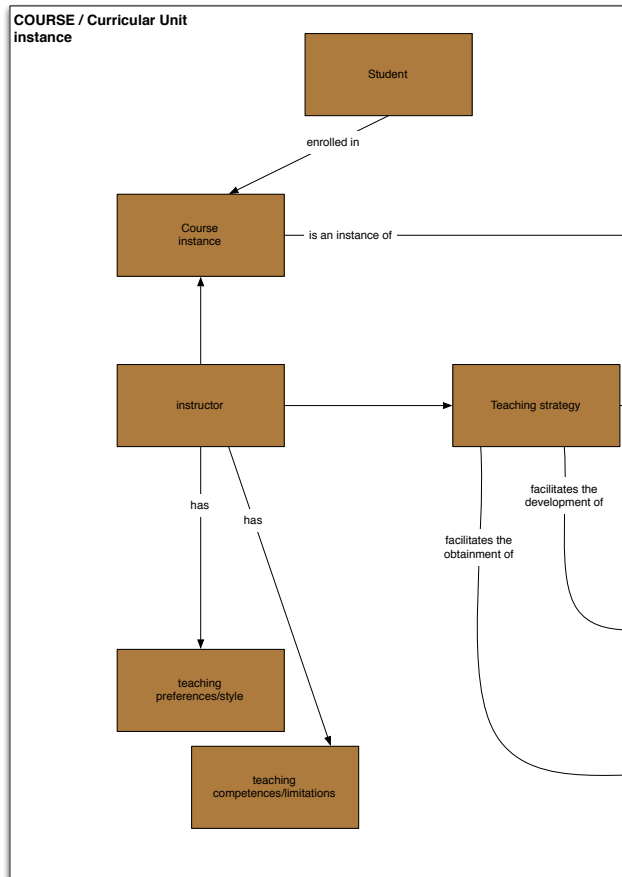 COURSE / Curricular Unit
instance
Student
enrolled in
Course
instance
is an instance of
instructor
Teaching strategy
has
has
facilitates the
development of
facilitates the
obtainment of
teaching
preferences/style
teaching
competences/limitations